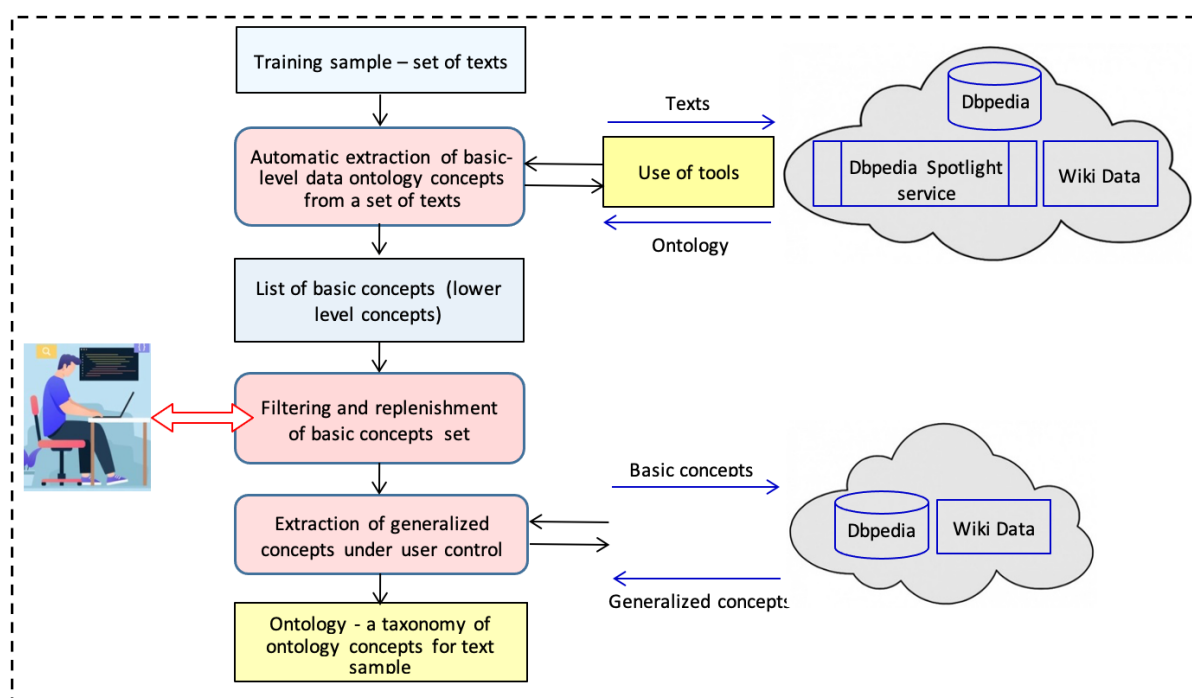 Training sample – set of texts
Automatic extraction of basic-
level data ontology concepts
from a set of texts
Texts
Use of tools
Ontology
Dbpedia
Dbpedia Spotlight
service
Wiki Data
List of basic concepts (lower
level concepts)
Filtering and replenishment
of basic concepts set
Extraction of generalized
concepts under user control
Basic concepts
Generalized concepts
Dbpedia
Wiki Data
Ontology - a taxonomy of
ontology concepts for text
sample